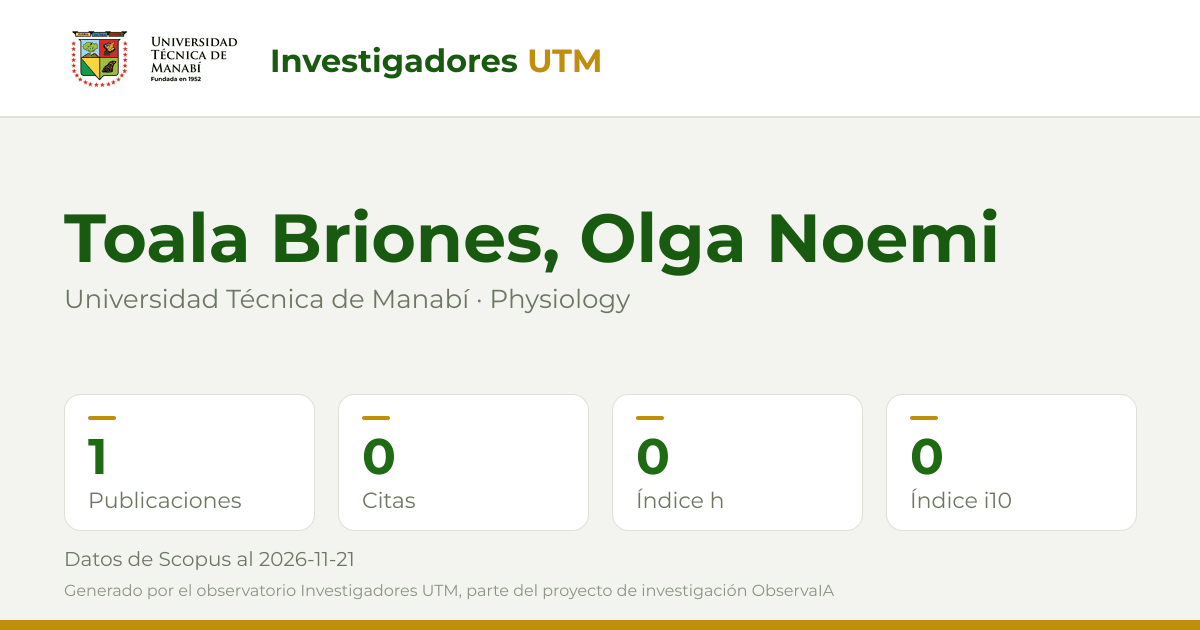 UNIVERSIDAD
TÉCNICA DE
MANABÍ
Fundada en 1952
Investigadores UTM
Toala Briones, Olga Noemi
Universidad Técnica de Manabí · Physiology
1
Publicaciones
0
Citas
0
Índice h
0
Índice i10
Datos de Scopus al 2026-11-21
Generado por el observatorio Investigadores UTM, parte del proyecto de investigación ObservaIA